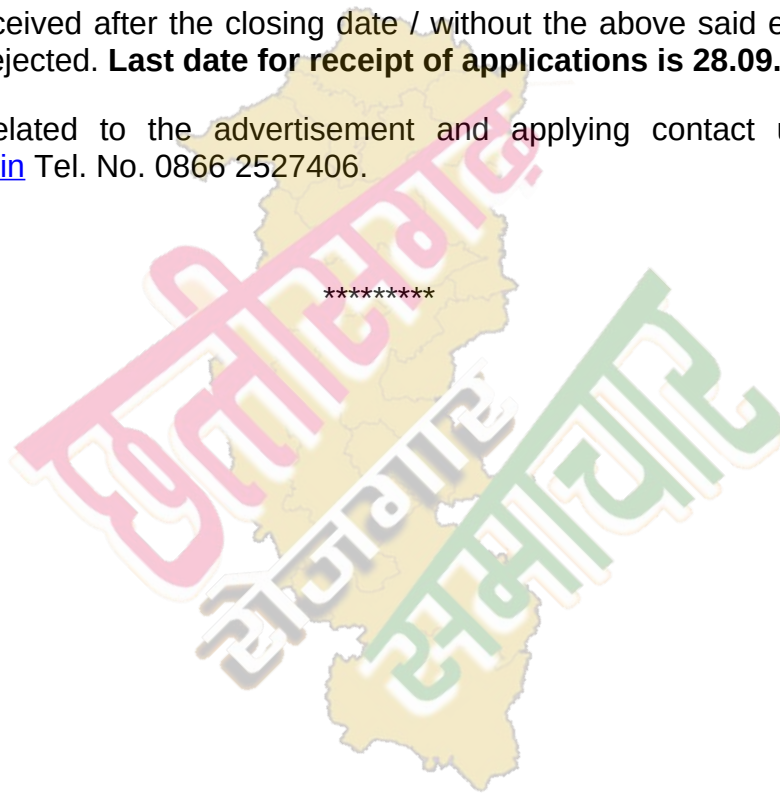 ceived after the closing date / without the above said e
ejected. Last date for receipt of applications is 28.09.
elated to the advertisement and applying contact u
in Tel. No. 0866 2527406.
*********
छत्तीसगढ़
रोजगार
समाचार